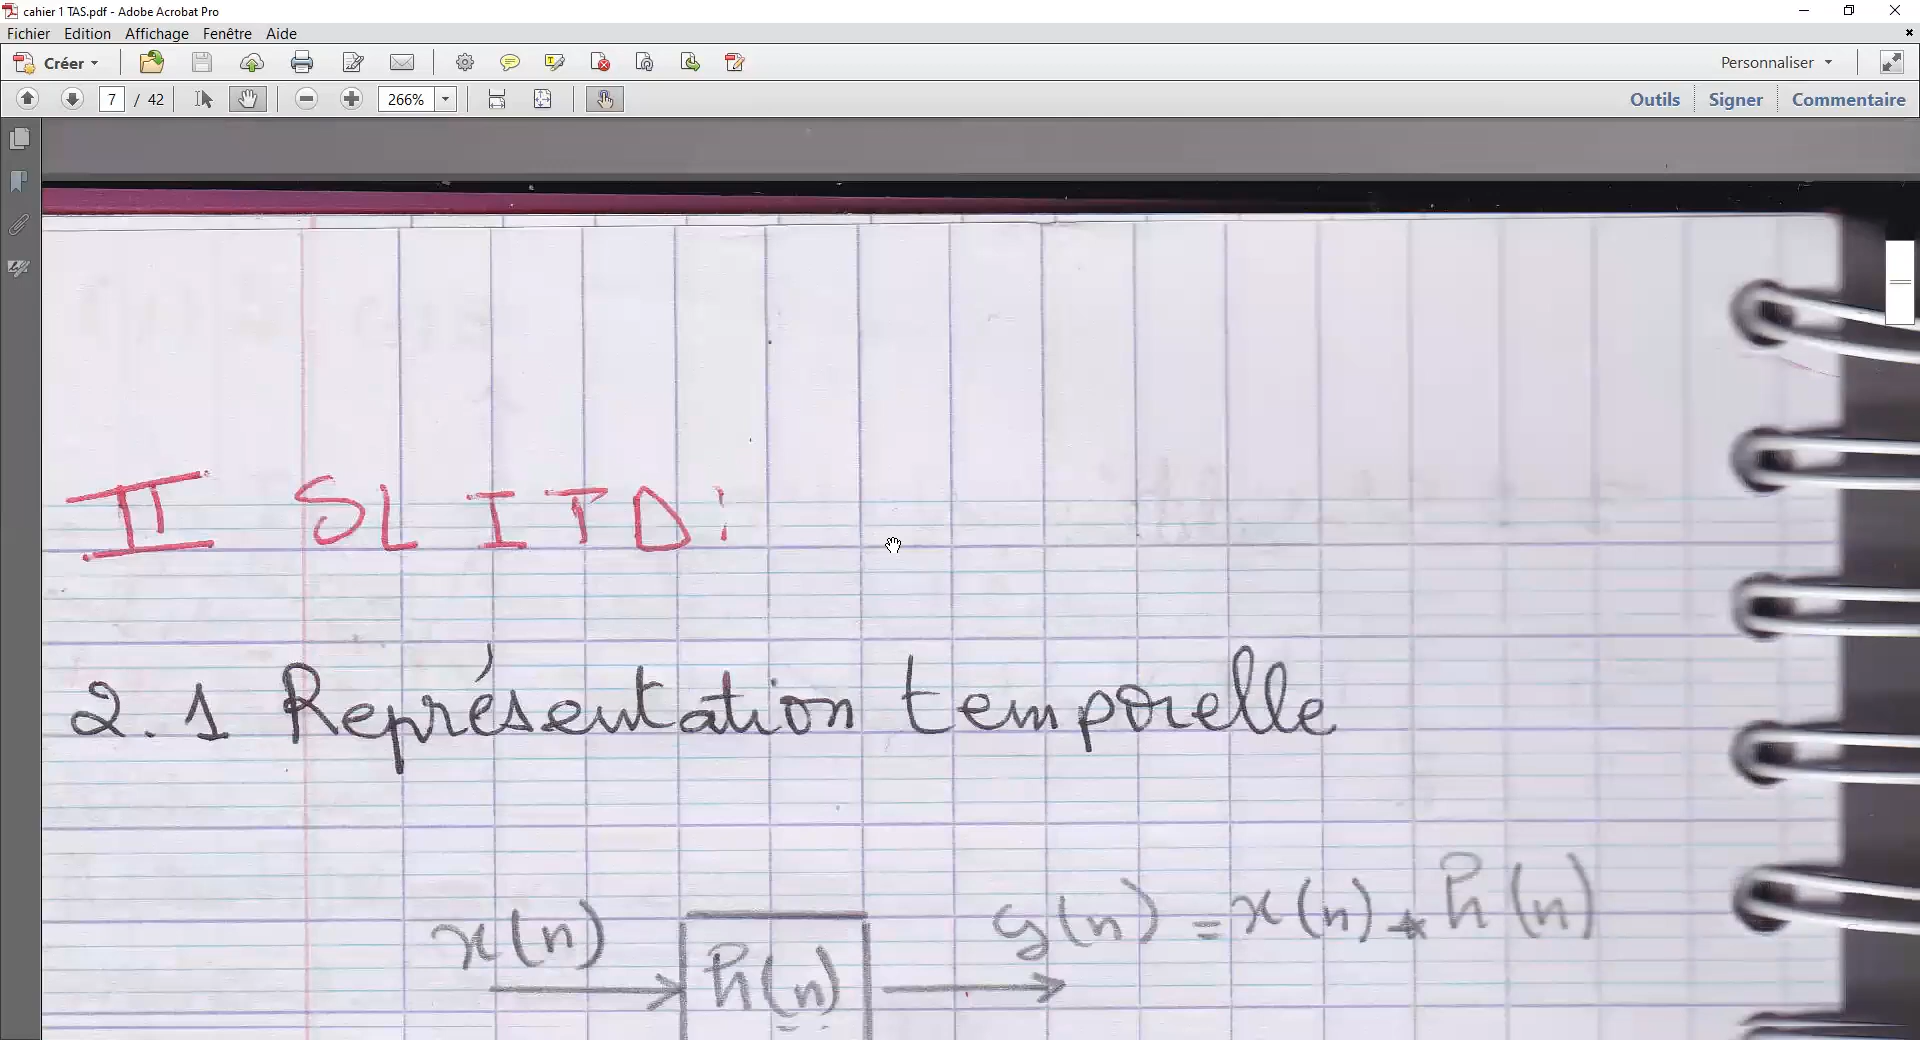 cahier 1 TAS.pdf - Adobe Acrobat Pro
Fichier Edition Affichage Fenêtre Aide
Créer Personnaliser
7 / 42 266% Outils Signer Commentaire
II SLITD:
2.1 Représentation temporelle
x(n) h(n) y(n) = x(n) * h(n)